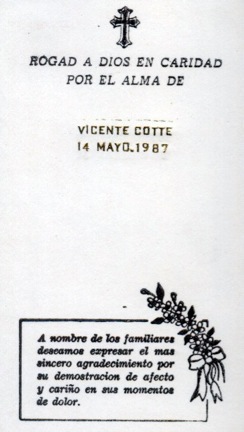 ROGAD A DIOS EN CARIDAD
POR EL ALMA DE
VICENTE COTTE
14 MAYO.1987
A nombre de los familiares
deseamos expresar el mas
sincero agradecimiento por
su demostracion de afecto
y cariño en sus momentos
de dolor.